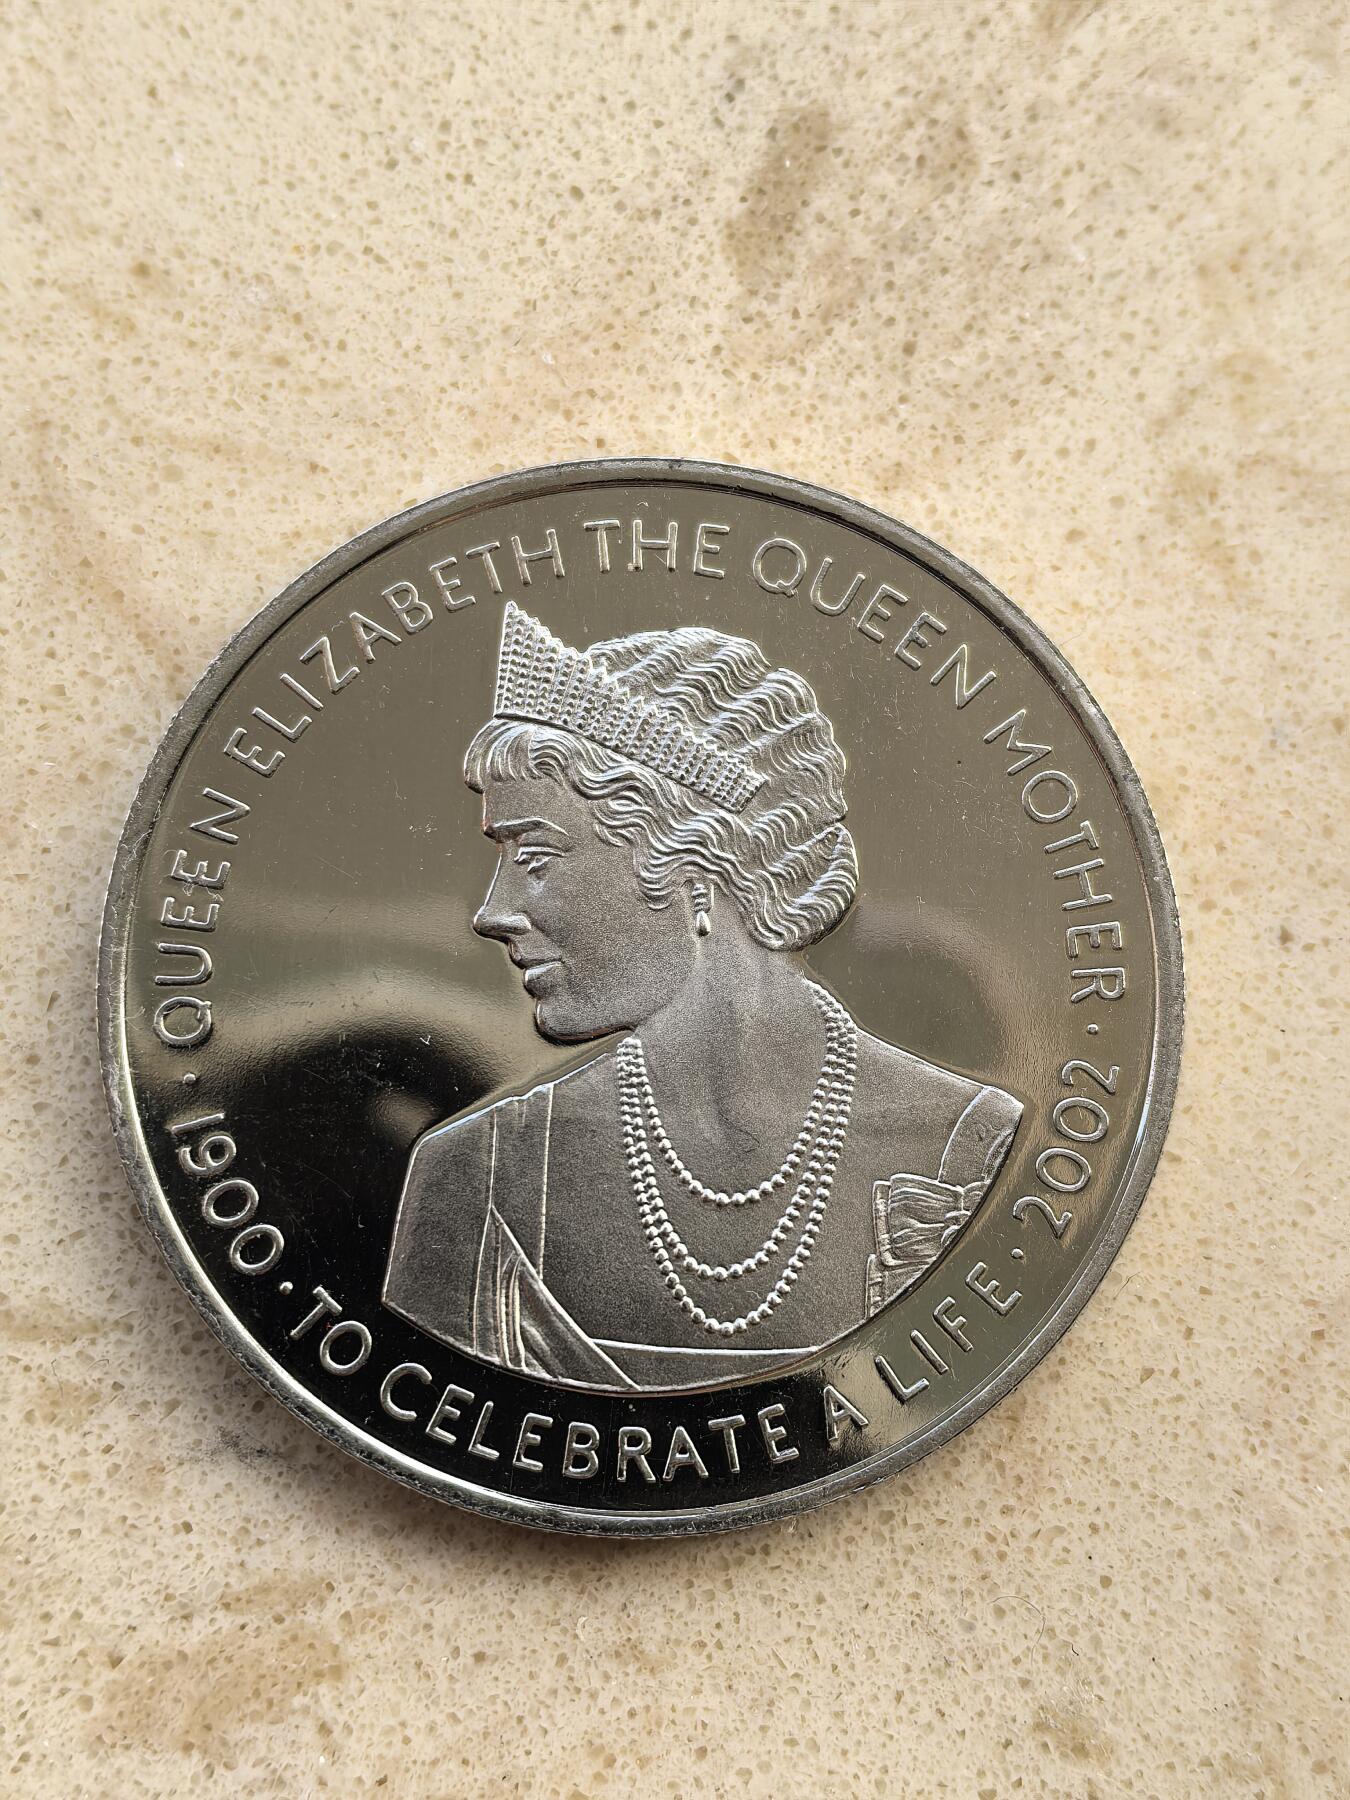 · QUEEN ELIZABETH THE QUEEN MOTHER ·
1900 · TO CELEBRATE A LIFE · 2002